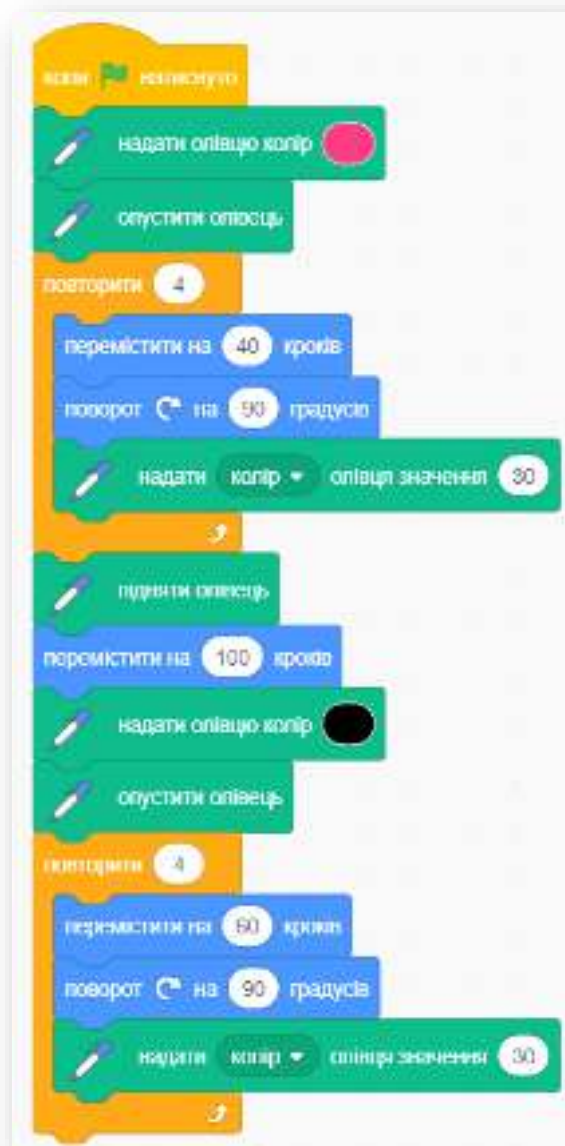 коли натиснуто
надати олівцю колір
опустити олівець
повторити 4
перемістити на 40 кроків
поворот на 90 градусів
надати колір олівця значення 30
підняти олівець
перемістити на 100 кроків
надати олівцю колір
опустити олівець
повторити 4
перемістити на 60 кроків
поворот на 90 градусів
надати колір олівця значення 30